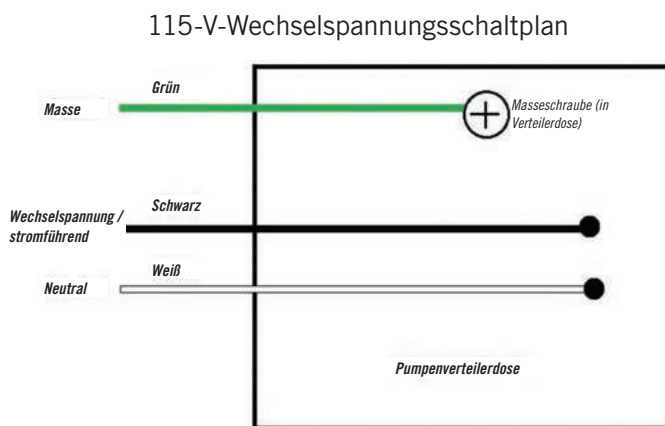 115-V-Wechselspannungsschaltplan
Grün
Masse
Masseschraube (in
Verteilerdose)
Schwarz
Wechselspannung /
stromführend
Weiß
Neutral
Pumpenverteilerdose